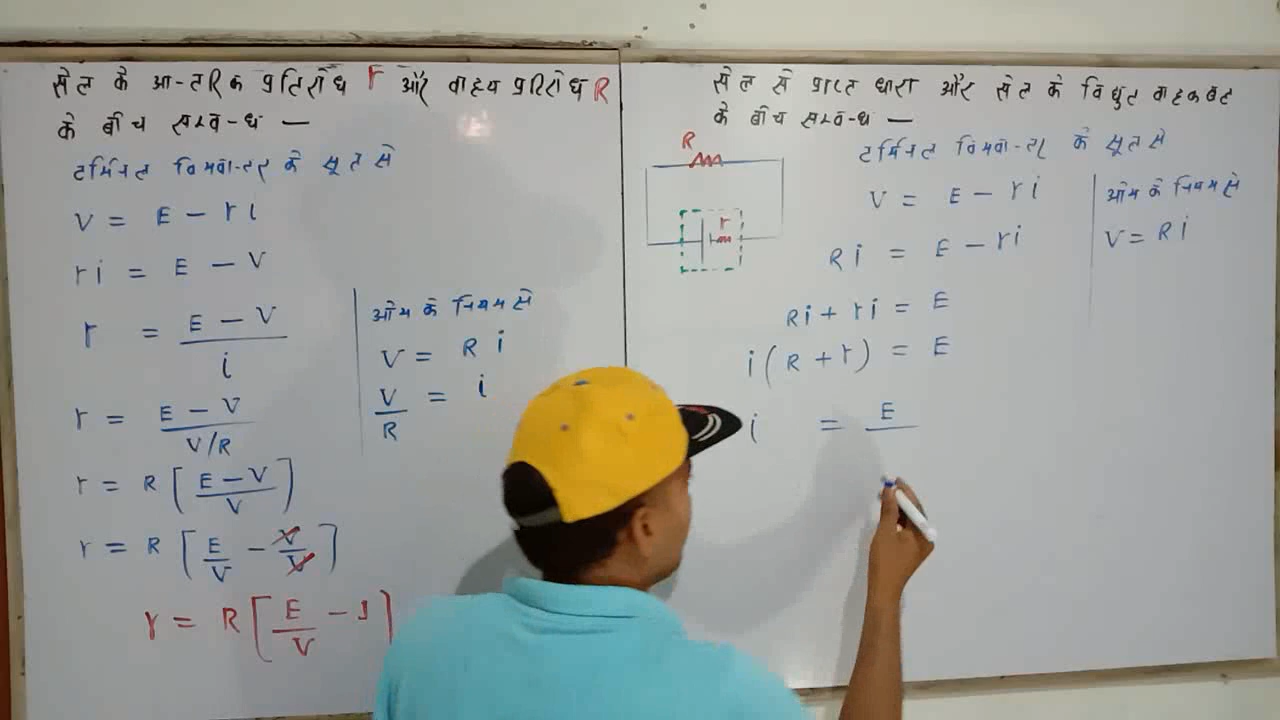 सेल के आन्तरिक प्रतिरोध r और वाह्य प्रतिरोध R
के बीच सम्बन्ध —
टर्मिनल विभवान्तर के सूत्र से
V = E - ri
ri = E - V
r = E - V / i
r = E - V / V/R
r = R [ E - V / V ]
r = R [ E / V - V / V ]
r = R [ E / V - 1 ]
ओम के नियम से
V = R i
V / R = i
सेल से प्राप्त धारा और सेल के विद्युत वाहक बल
के बीच सम्बन्ध —
R
r
टर्मिनल विभवान्तर के सूत्र से
V = E - ri
Ri = E - ri
Ri + ri = E
i ( R + r ) = E
i = E
ओम के नियम से
V = Ri